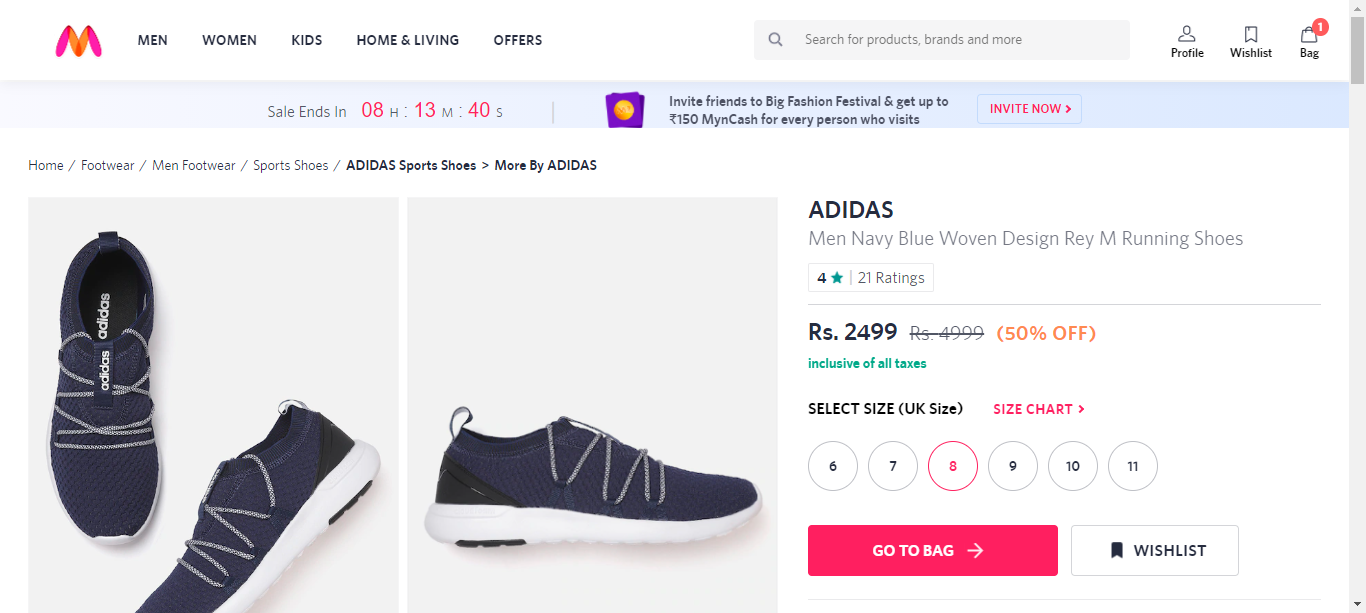 MEN WOMEN KIDS HOME & LIVING OFFERS
Search for products, brands and more
1
Profile Wishlist Bag
Sale Ends In 08 H : 13 M : 40 S
Invite friends to Big Fashion Festival & get up to
₹150 MynCash for every person who visits
INVITE NOW >
Home / Footwear / Men Footwear / Sports Shoes / ADIDAS Sports Shoes > More By ADIDAS
adidas
adidas
ADIDAS
Men Navy Blue Woven Design Rey M Running Shoes
4 ★ | 21 Ratings
Rs. 2499 Rs. 4999 (50% OFF)
inclusive of all taxes
SELECT SIZE (UK Size) SIZE CHART >
6 7 8 9 10 11
GO TO BAG → WISHLIST